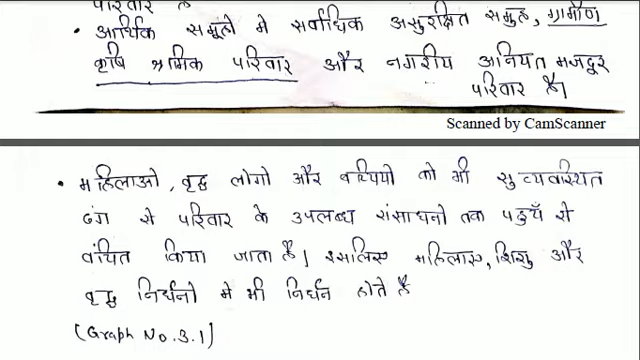 परिवार है
• आर्थिक समूहो मे सर्वाधिक असुरक्षित समुह, ग्रामीण
कृषि श्रमिक परिवार और नगरीय अनियत मजदूर
परिवार है।
Scanned by CamScanner
• महिलाओ, वृद्ध लोगो और बच्चियो को भी सुव्यवस्थित
ढंग से परिवार के उपलब्ध संसाधनो तक पहुँच से
वंचित किया जाता है। इसलिए महिलाए, शिशु और
वृद्ध निर्धनो मे भी निर्धन होते है
(Graph No.3.1)